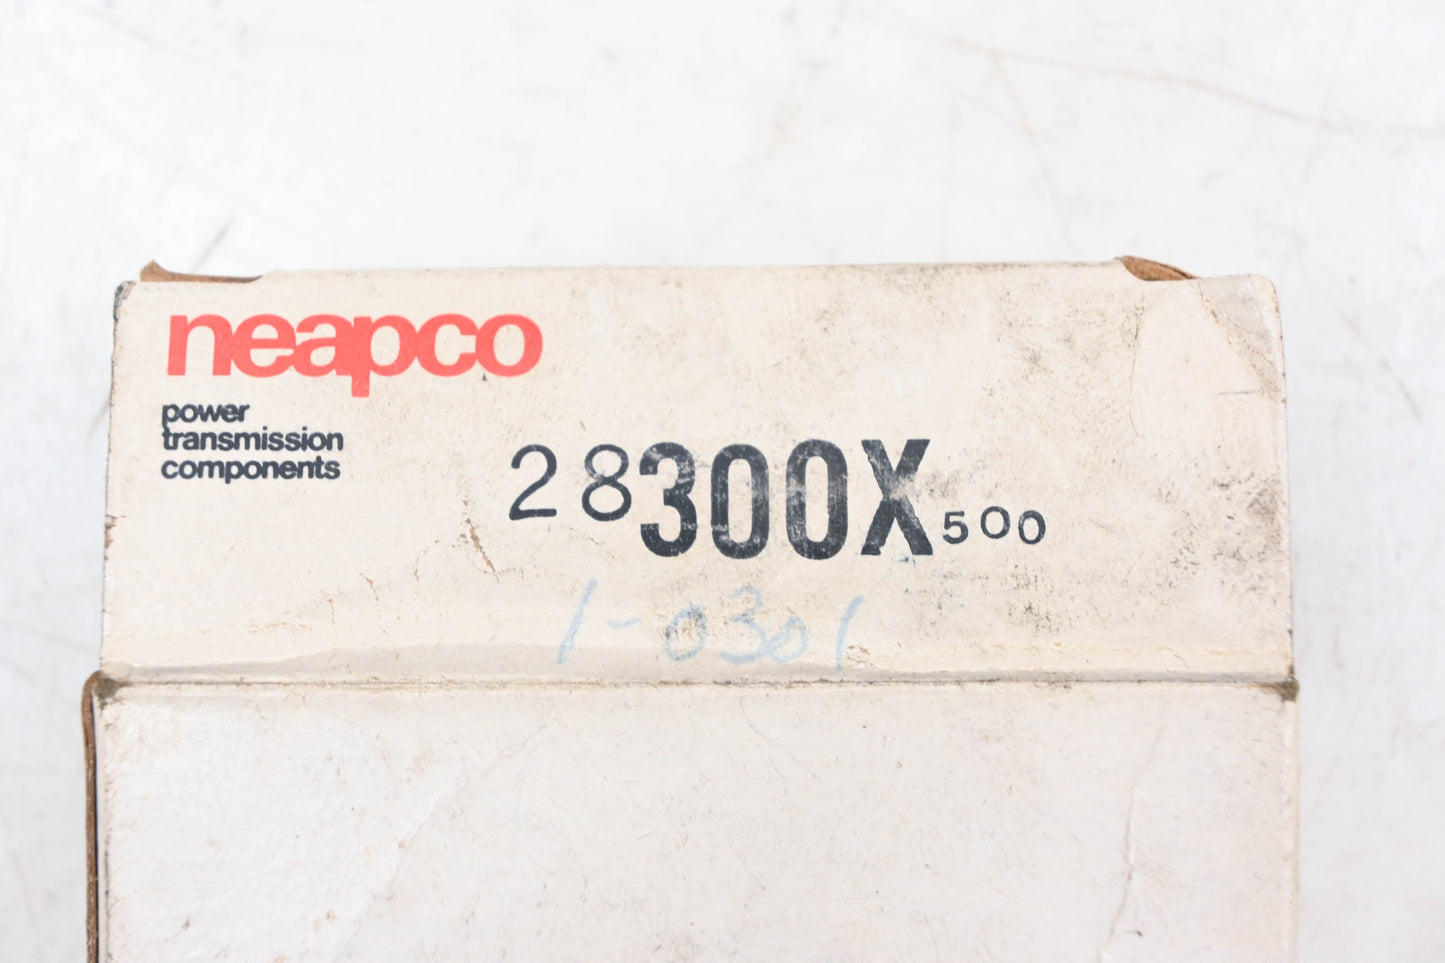 neapco
power
transmission
components
28300X500
1-0301